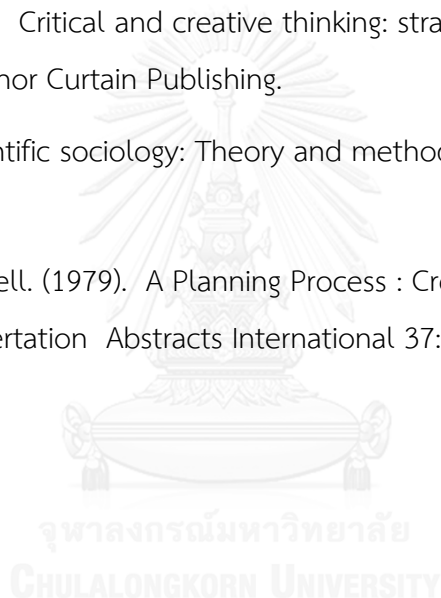 Critical and creative thinking: stra
nor Curtain Publishing.
ntific sociology: Theory and method
ell. (1979). A Planning Process : Cre
ertation Abstracts International 37:
จุฬาลงกรณ์มหาวิทยาลัย
CHULALONGKORN UNIVERSITY